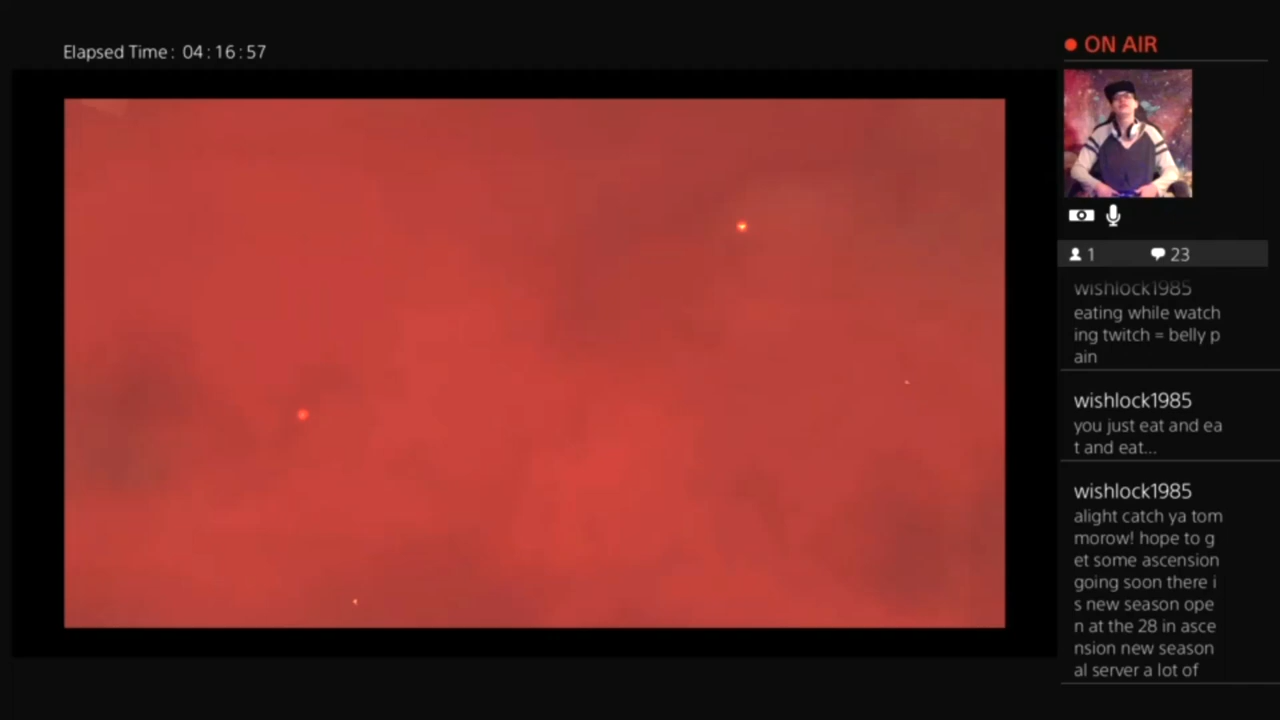 Elapsed Time: 04:16:57
ON AIR
1 23
wishlock1985
eating while watch
ing twitch = belly p
ain
wishlock1985
you just eat and ea
t and eat...
wishlock1985
alight catch ya tom
morow! hope to g
et some ascension
going soon there i
s new season ope
n at the 28 in asce
nsion new season
al server a lot of